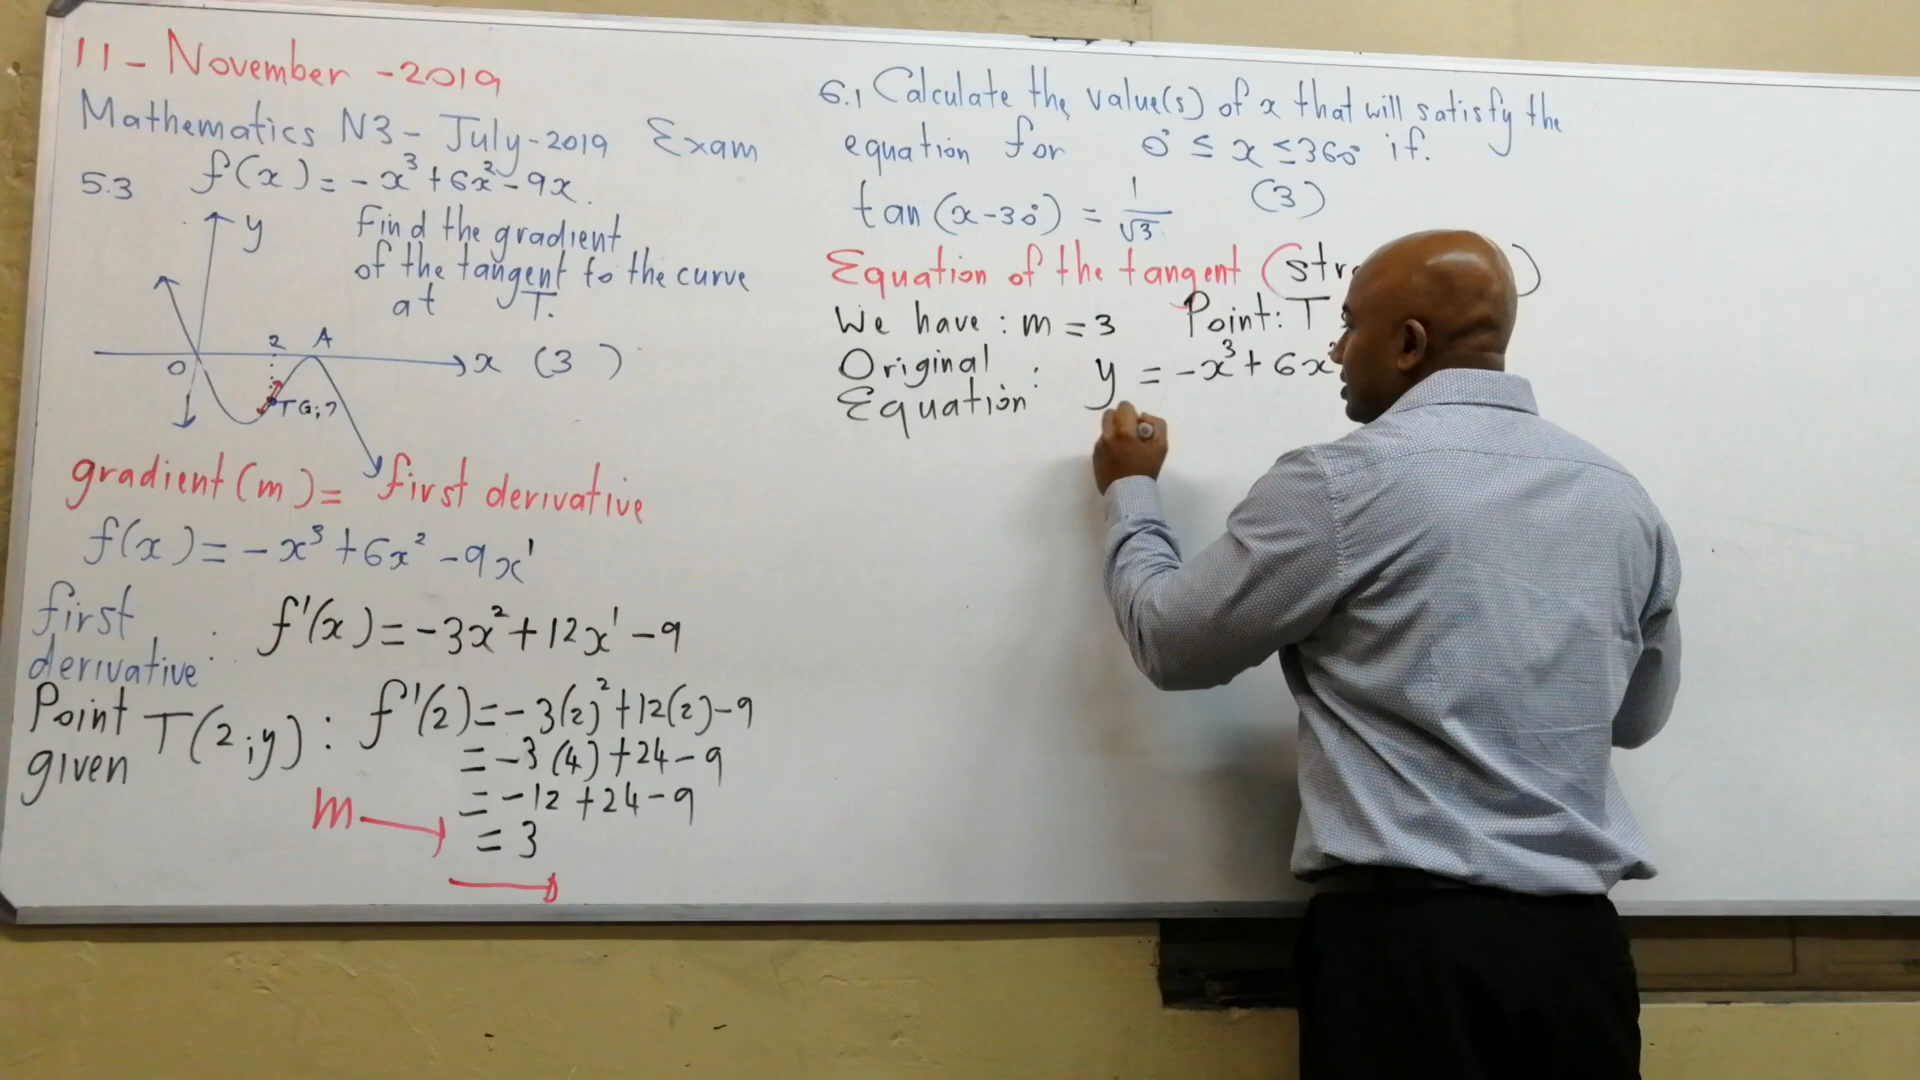 11 - November - 2019
Mathematics N3 - July - 2019 Exam
5.3 f(x) = -x³ + 6x² - 9x.
y
Find the gradient
of the tangent to the curve
at T.
2 A
0 x (3)
T
gradient (m) = first derivative
f(x) = -x³ + 6x² - 9x¹
first
derivative: f'(x) = -3x² + 12x¹ - 9
Point
given T(2;y): f'(2) = -3(2)² + 12(2) - 9
= -3(4) + 24 - 9
= -12 + 24 - 9
m → = 3
6.1 Calculate the value(s) of x that will satisfy the
equation for 0° ≤ x ≤ 360° if.
tan (x - 30°) = 1/√3 (3)
Equation of the tangent (
We have: m = 3 Point: T
Original
Equation: y = -x³ + 6x²